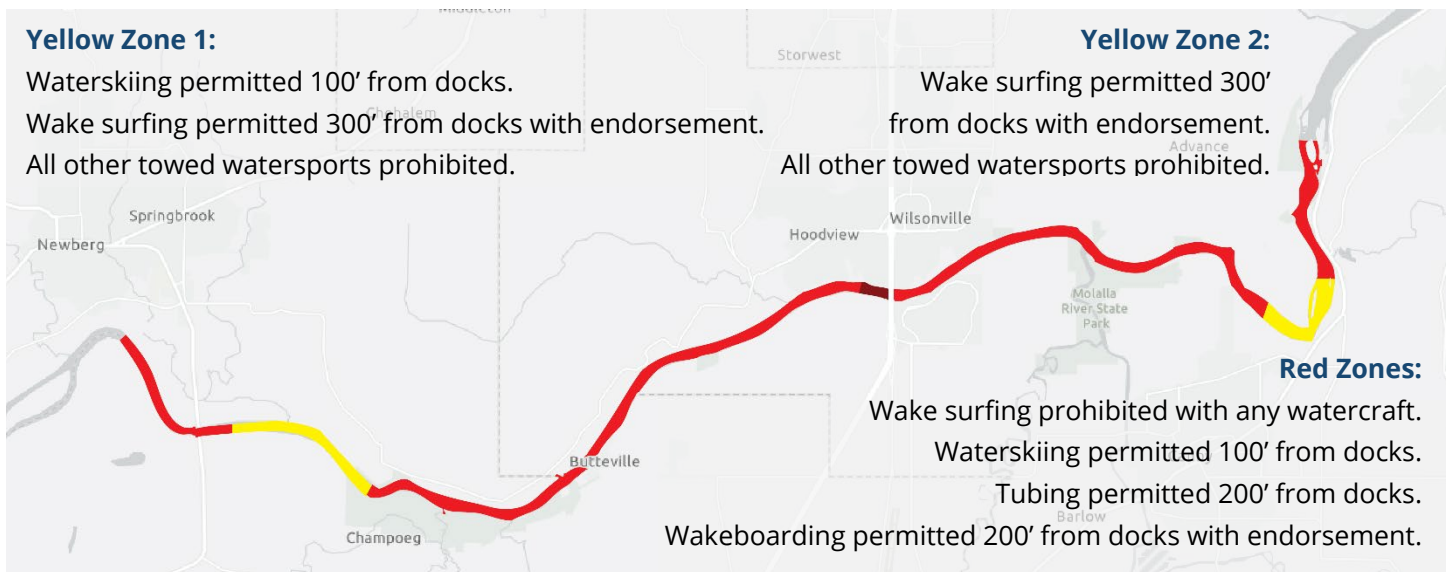 Middleton
Yellow Zone 1:
Waterskiing permitted 100’ from docks.
Wake surfing permitted 300’ from docks with endorsement.
All other towed watersports prohibited.
Chehalem
Storwest
Yellow Zone 2:
Wake surfing permitted 300’
from docks with endorsement.
All other towed watersports prohibited.
Advance
Springbrook
Newberg
Hoodview
Wilsonville
Molalla
River State
Park
Butteville
Champoeg
Red Zones:
Wake surfing prohibited with any watercraft.
Waterskiing permitted 100’ from docks.
Tubing permitted 200’ from docks.
Barlow
Wakeboarding permitted 200’ from docks with endorsement.